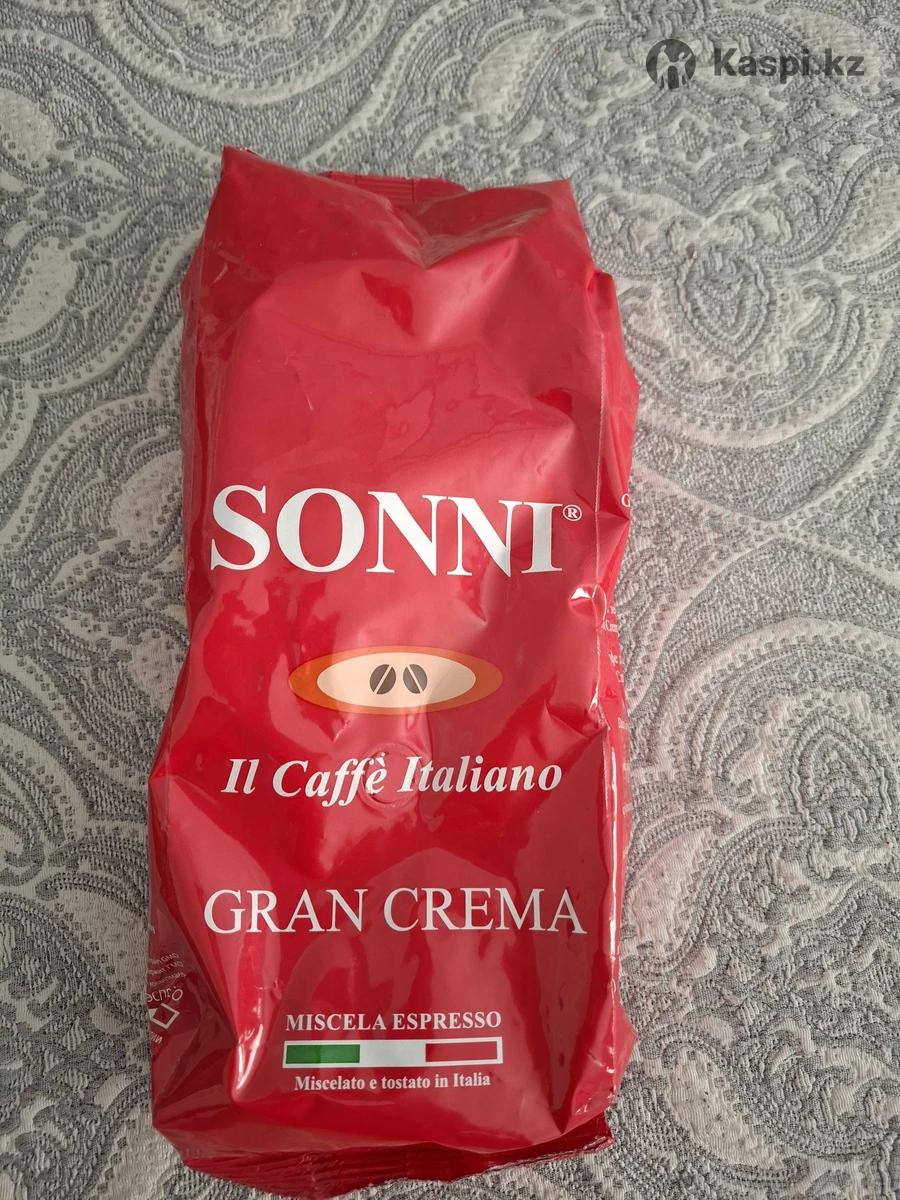 Kaspi.kz
SONNI®
Il Caffè Italiano
GRAN CREMA
MISCELA ESPRESSO
Miscelato e tostato in Italia